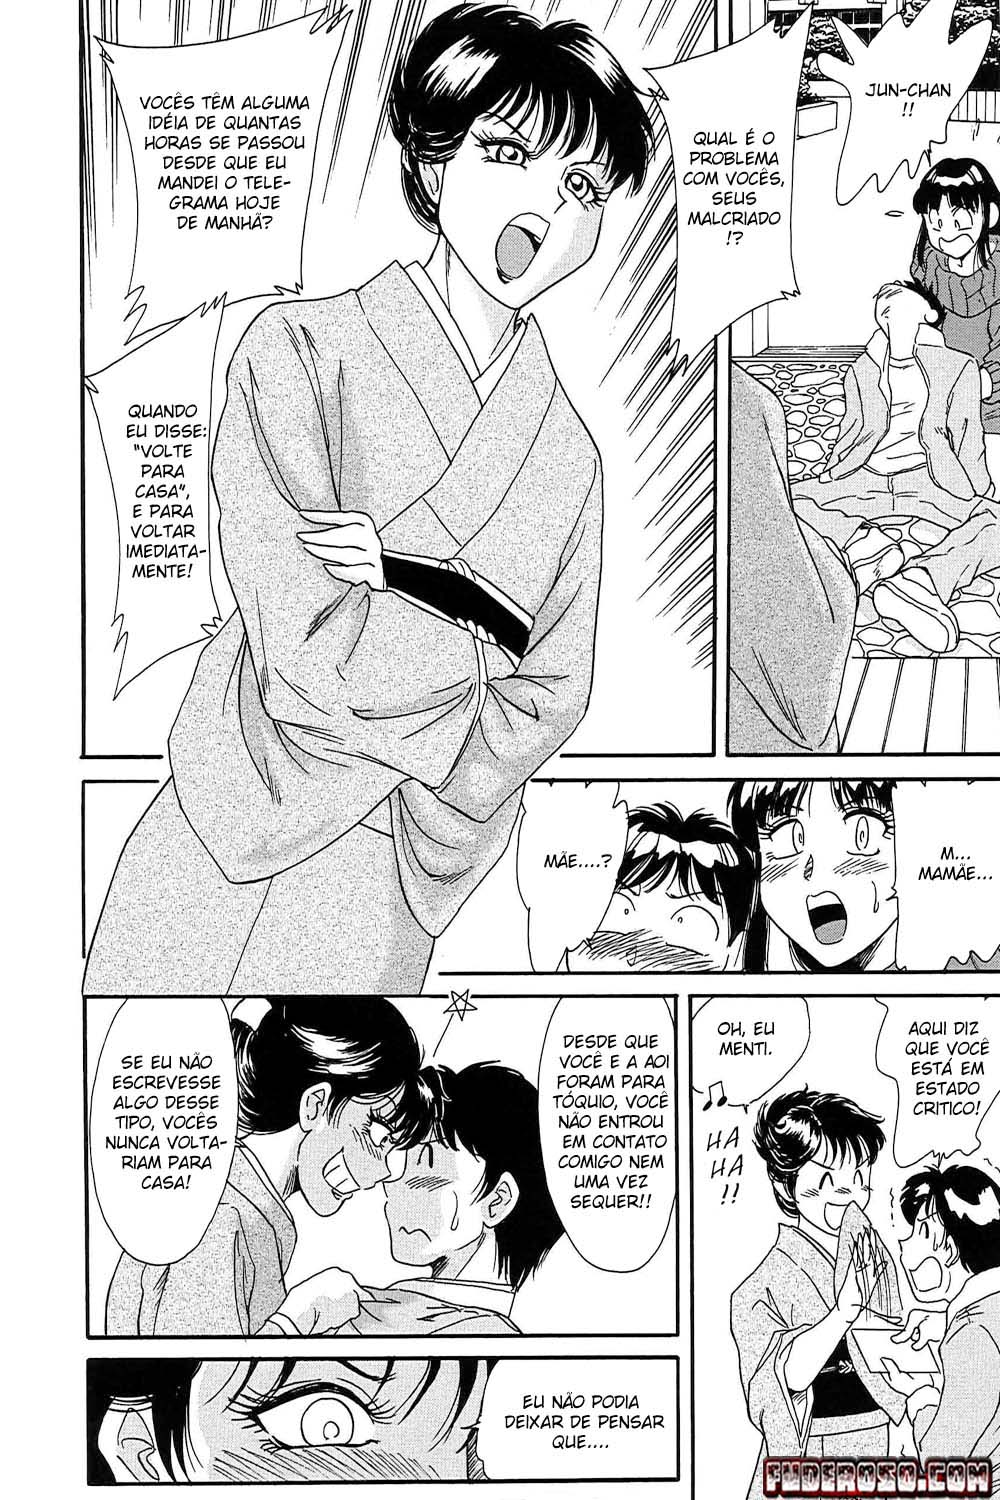 JUN-CHAN
!!
QUAL É O
PROBLEMA
COM VOCÊS,
SEUS
MALCRIADO
!?
VOCÊS TÊM ALGUMA
IDÉIA DE QUANTAS
HORAS SE PASSOU
DESDE QUE EU
MANDEI O TELE-
GRAMA HOJE
DE MANHÃ?
QUANDO
EU DISSE:
"VOLTE
PARA
CASA",
E PARA
VOLTAR
IMEDIATA-
MENTE!
M...
MAMÃE...
MÃE....?
AQUI DIZ
QUE VOCÊ
ESTÁ EM
ESTADO
CRITICO!
OH, EU
MENTI.
HA
HA
!!
DESDE QUE
VOCÊ E A AOI
FORAM PARA
TÓQUIO, VOCÊ
NÃO ENTROU
EM CONTATO
COMIGO NEM
UMA VEZ
SEQUER!!
SE EU NÃO
ESCREVESSE
ALGO DESSE
TIPO, VOCÊS
NUNCA VOLTA-
RIAM PARA
CASA!
EU NÃO PODIA
DEIXAR DE PENSAR
QUE....
FUDEROSO.COM